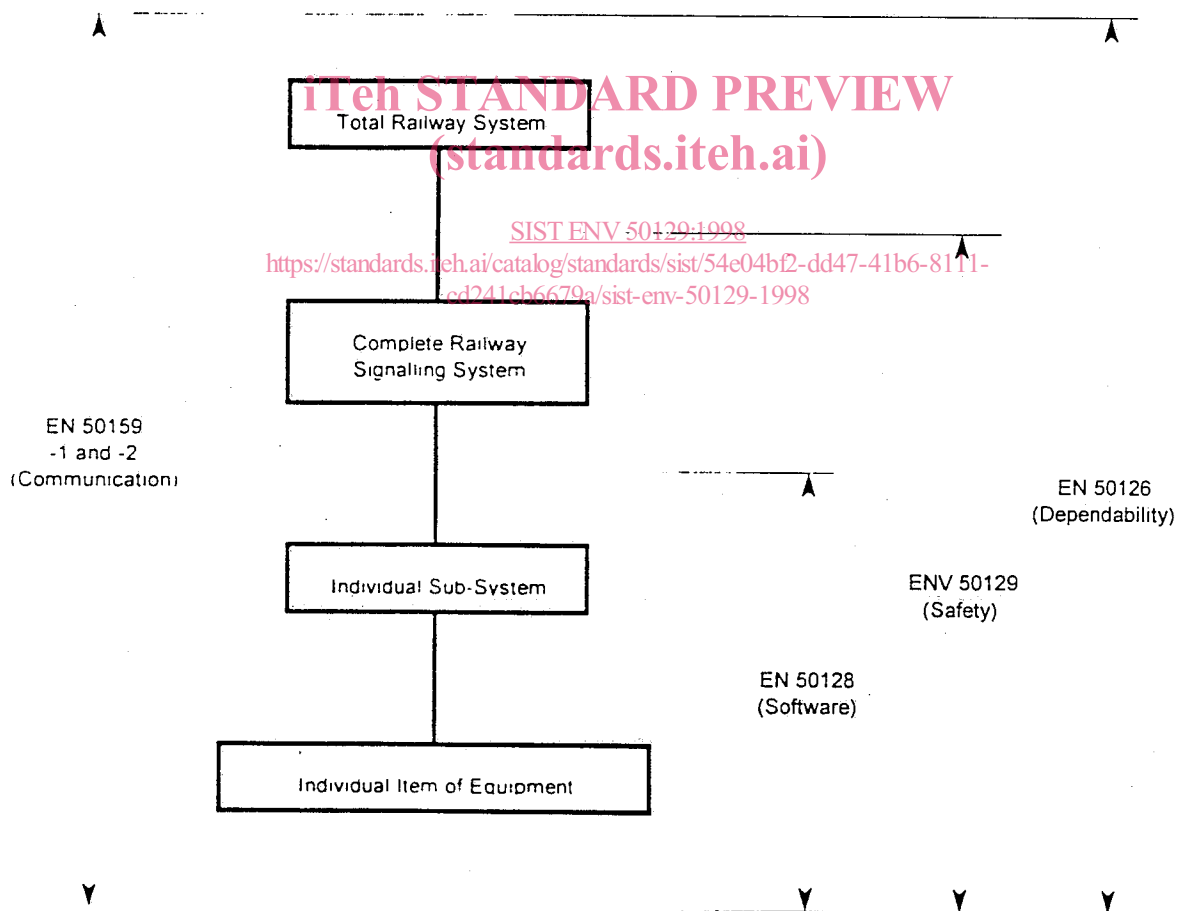 iTeh STANDARD PREVIEW
Total Railway System
(standards.iteh.ai)
SIST ENV 50129:1998
https://standards.iteh.ai/catalog/standards/sist/54e04bf2-dd47-41b6-8111-
cd241cb6679a/sist-env-50129-1998
Complete Railway
Signalling System
EN 50159
-1 and -2
(Communication)
EN 50126
(Dependability)
Individual Sub-System
ENV 50129
(Safety)
EN 50128
(Software)
Individual Item of Equipment